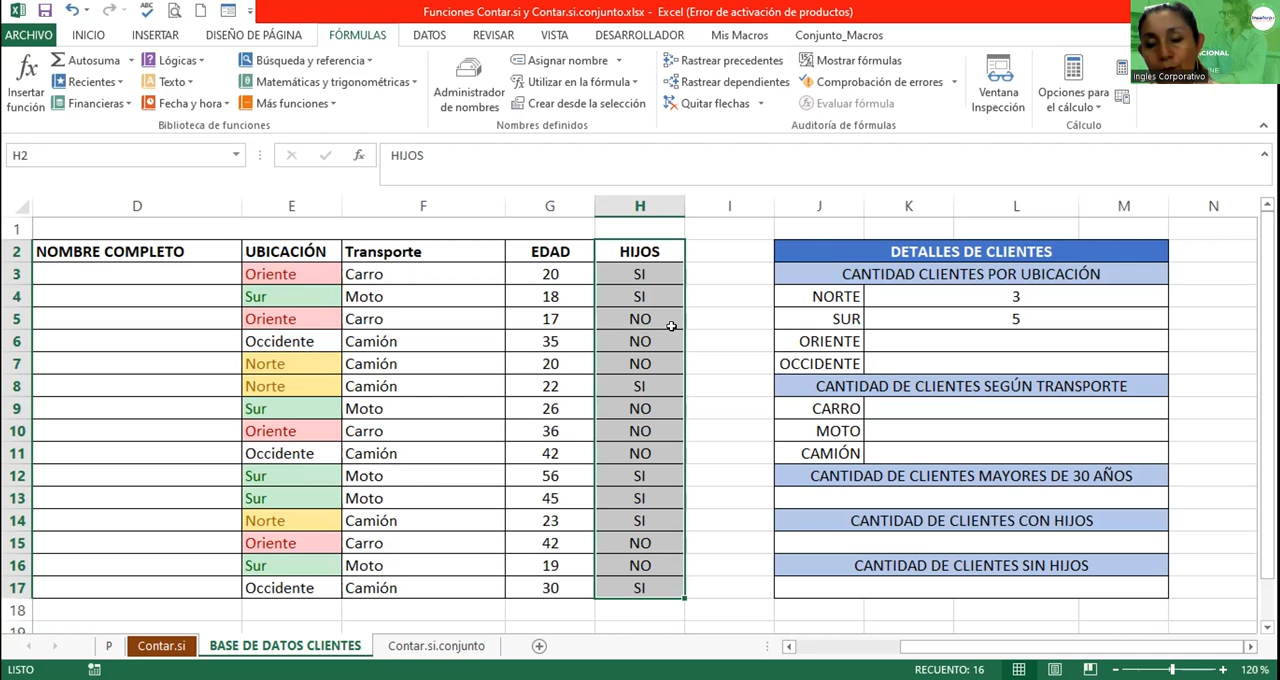 Funciones Contar.si y Contar.si.conjunto.xlsx - Excel (Error de activación de productos)
ARCHIVO INICIO INSERTAR DISEÑO DE PÁGINA FÓRMULAS DATOS REVISAR VISTA DESARROLLADOR Mis Macros Conjunto_Macros
Ingles Corporativo
Insertar función
Autosuma
Recientes
Financieras
Lógicas
Texto
Fecha y hora
Búsqueda y referencia
Matemáticas y trigonométricas
Más funciones
Biblioteca de funciones
Administrador de nombres
Asignar nombre
Utilizar en la fórmula
Crear desde la selección
Nombres definidos
Rastrear precedentes
Rastrear dependientes
Quitar flechas
Mostrar fórmulas
Comprobación de errores
Evaluar fórmula
Auditoría de fórmulas
Ventana Inspección
Opciones para el cálculo
Cálculo
H2 fx HIJOS
D E F G H I J K L M N
1
2 NOMBRE COMPLETO UBICACIÓN Transporte EDAD HIJOS DETALLES DE CLIENTES
3 Oriente Carro 20 SI CANTIDAD CLIENTES POR UBICACIÓN
4 Sur Moto 18 SI NORTE 3
5 Oriente Carro 17 NO SUR 5
6 Occidente Camión 35 NO ORIENTE
7 Norte Camión 20 NO OCCIDENTE
8 Norte Camión 22 SI CANTIDAD DE CLIENTES SEGÚN TRANSPORTE
9 Sur Moto 26 NO CARRO
10 Oriente Carro 36 NO MOTO
11 Occidente Camión 42 NO CAMIÓN
12 Sur Moto 56 SI CANTIDAD DE CLIENTES MAYORES DE 30 AÑOS
13 Sur Moto 45 SI
14 Norte Camión 23 SI CANTIDAD DE CLIENTES CON HIJOS
15 Oriente Carro 42 NO
16 Sur Moto 19 NO CANTIDAD DE CLIENTES SIN HIJOS
17 Occidente Camión 30 SI
18
19
P Contar.si BASE DE DATOS CLIENTES Contar.si.conjunto
LISTO RECUENTO: 16 120 %